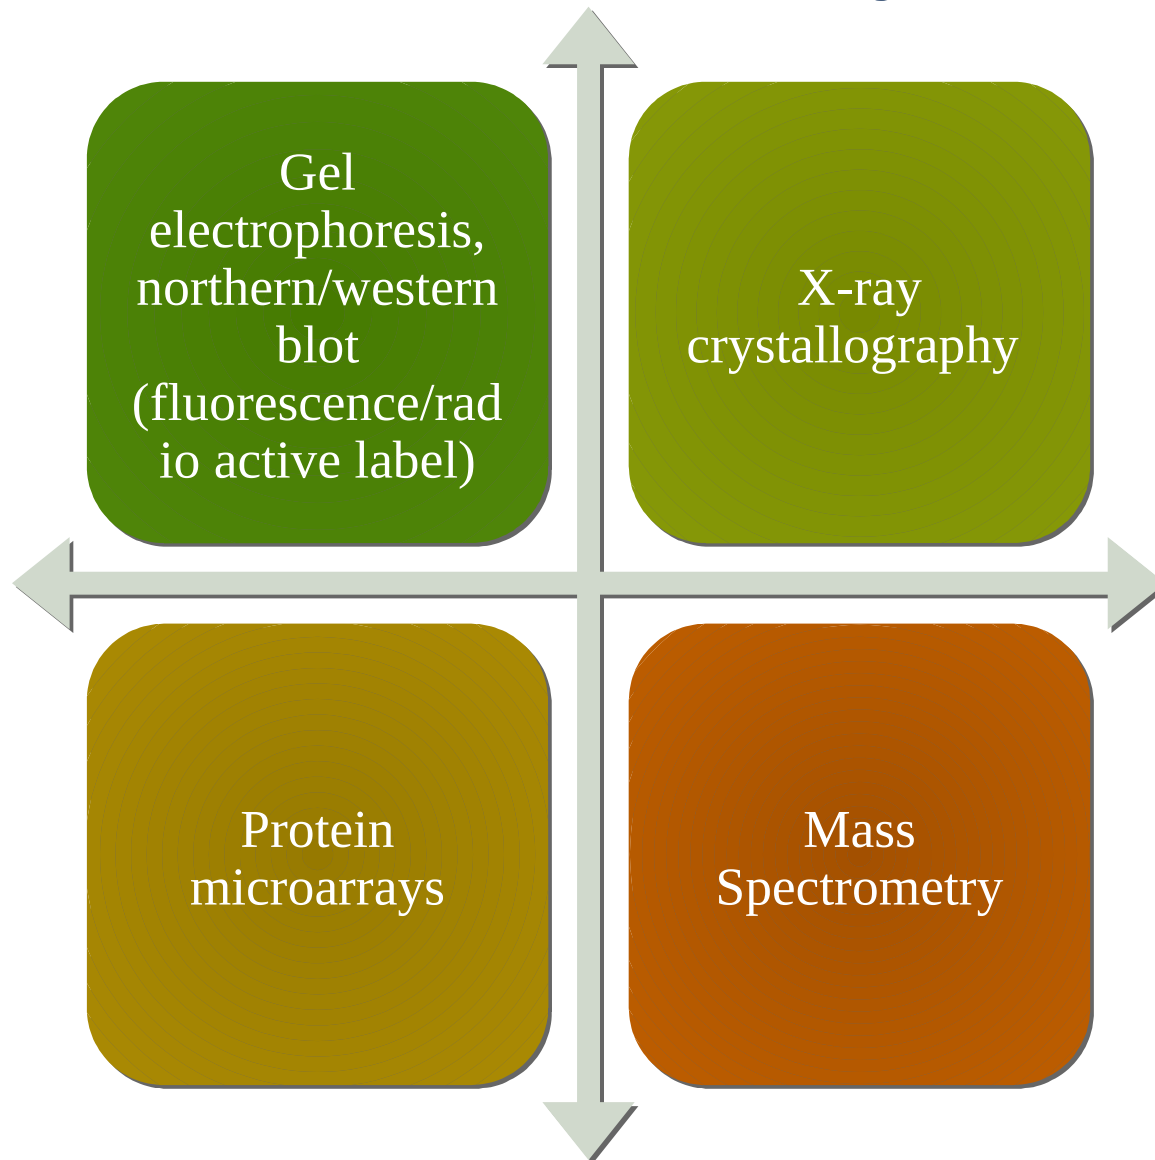 Gel
electrophoresis,
northern/western
blot
(fluorescence/rad
io active label)
X-ray
crystallography
Protein
microarrays
Mass
Spectrometry